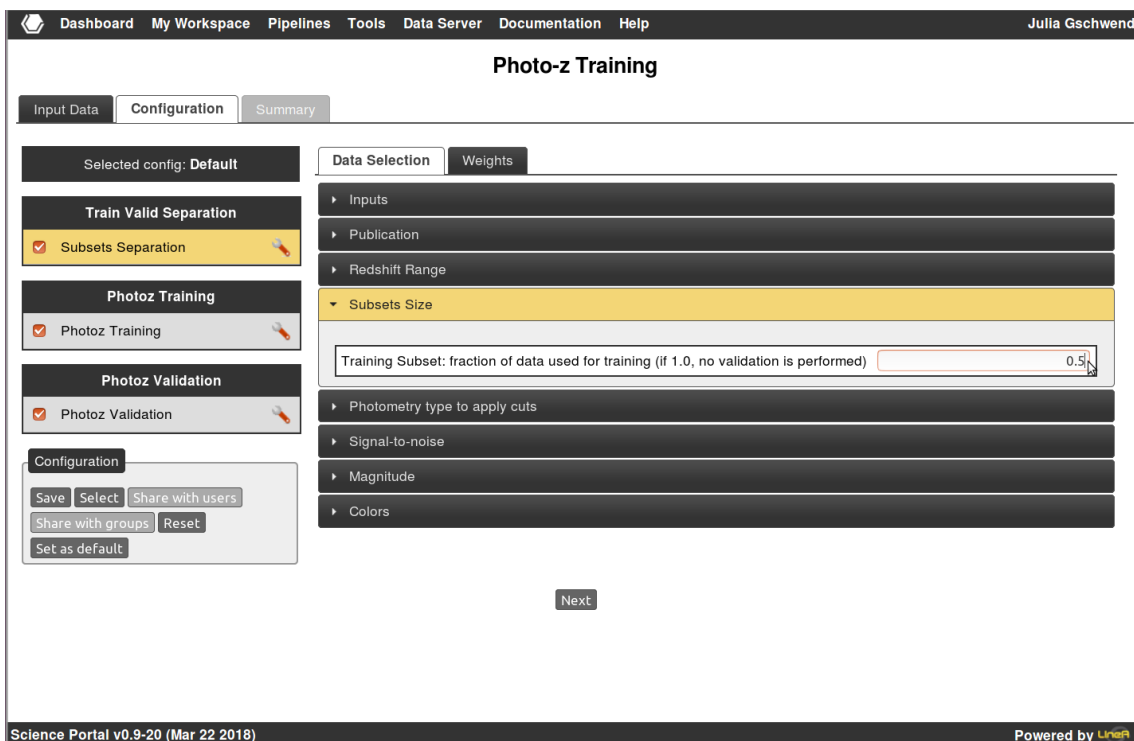 Dashboard My Workspace Pipelines Tools Data Server Documentation Help Julia Gschwend
Photo-z Training
Input Data Configuration Summary
Selected config: Default
Train Valid Separation
Subsets Separation
Photoz Training
Photoz Training
Photoz Validation
Photoz Validation
Configuration
Save Select Share with users
Share with groups Reset
Set as default
Data Selection Weights
Inputs
Publication
Redshift Range
Subsets Size
Training Subset: fraction of data used for training (if 1.0, no validation is performed) 0.5
Photometry type to apply cuts
Signal-to-noise
Magnitude
Colors
Next
Science Portal v0.9-20 (Mar 22 2018) Powered by LIneA